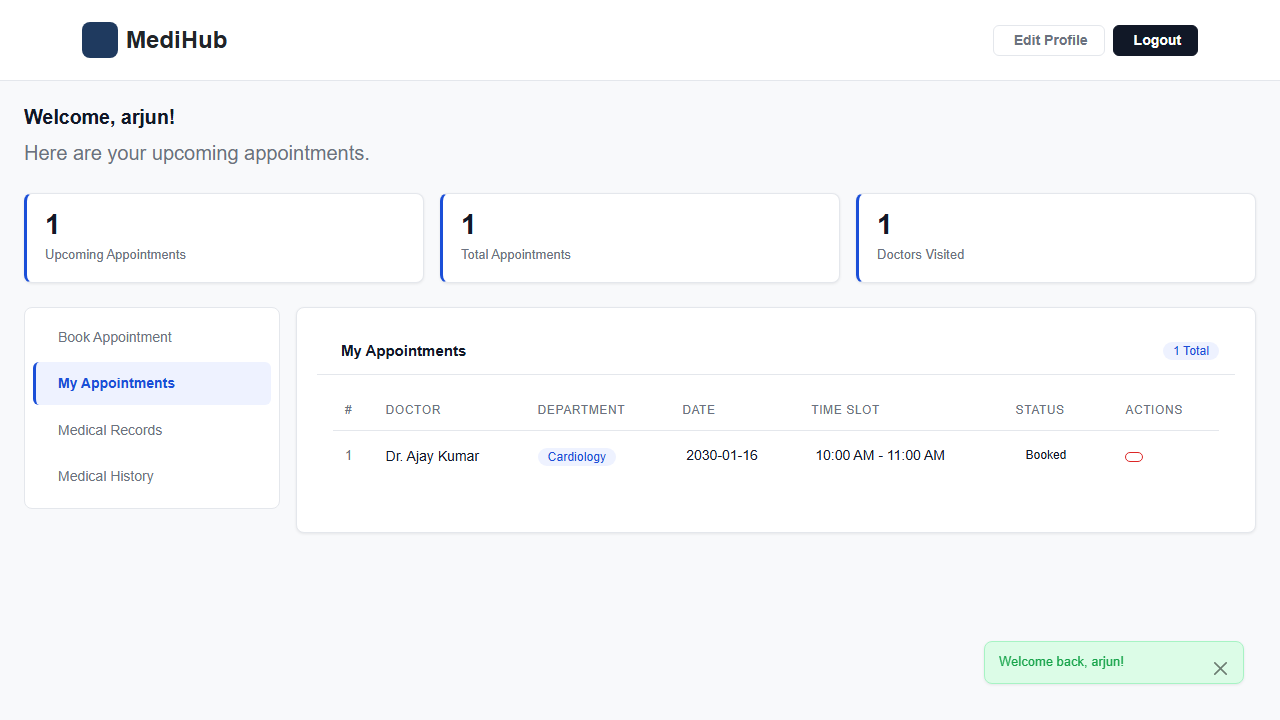 MediHub
Edit Profile
Logout
Welcome, arjun!
Here are your upcoming appointments.
1
Upcoming Appointments
1
Total Appointments
1
Doctors Visited
Book Appointment
My Appointments
Medical Records
Medical History
My Appointments
1 Total
# DOCTOR DEPARTMENT DATE TIME SLOT STATUS ACTIONS
1 Dr. Ajay Kumar Cardiology 2030-01-16 10:00 AM - 11:00 AM Booked
Welcome back, arjun!